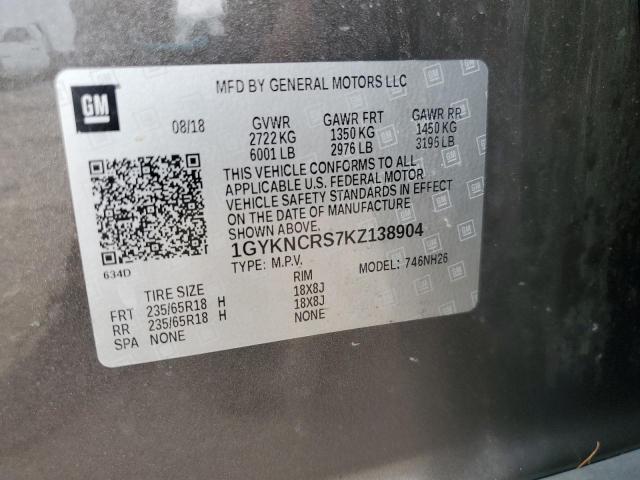 GM
MFD BY GENERAL MOTORS LLC
08/18 GVWR GAWR FRT GAWR RR
2722 KG 1350 KG 1450 KG
6001 LB 2976 LB 3196 LB
THIS VEHICLE CONFORMS TO ALL
APPLICABLE U.S. FEDERAL MOTOR
VEHICLE SAFETY STANDARDS IN EFFECT
ON THE DATE OF MANUFACTURE
SHOWN ABOVE.
1GYKNCRS7KZ138904
634D TYPE: M.P.V. MODEL: 746NH26
TIRE SIZE RIM
FRT 235/65R18 H 18X8J
RR 235/65R18 H 18X8J
SPA NONE NONE